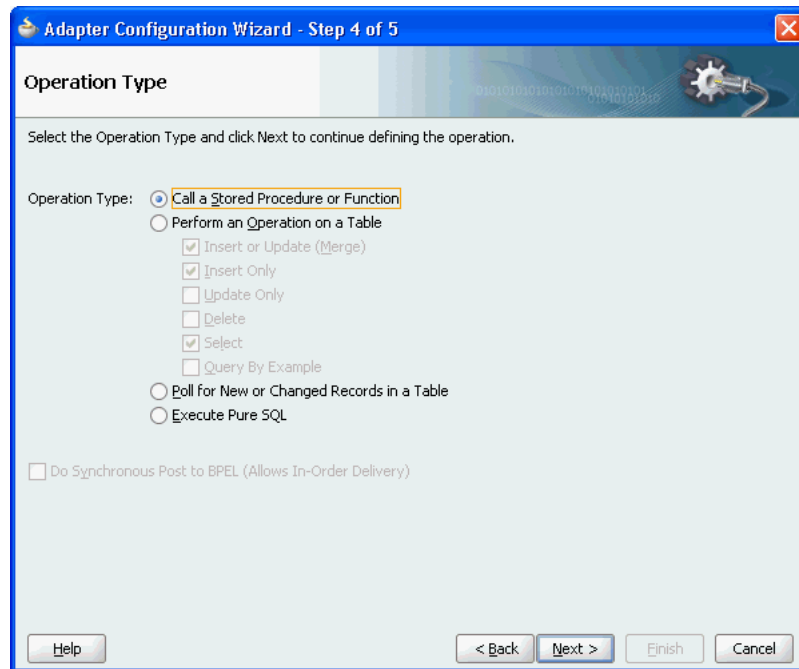 Adapter Configuration Wizard - Step 4 of 5
Operation Type
01010101010101010101010101
01010101010
Select the Operation Type and click Next to continue defining the operation.
Operation Type: Call a Stored Procedure or Function
Perform an Operation on a Table
Insert or Update (Merge)
Insert Only
Update Only
Delete
Select
Query By Example
Poll for New or Changed Records in a Table
Execute Pure SQL
Do Synchronous Post to BPEL (Allows In-Order Delivery)
Help < Back Next > Finish Cancel